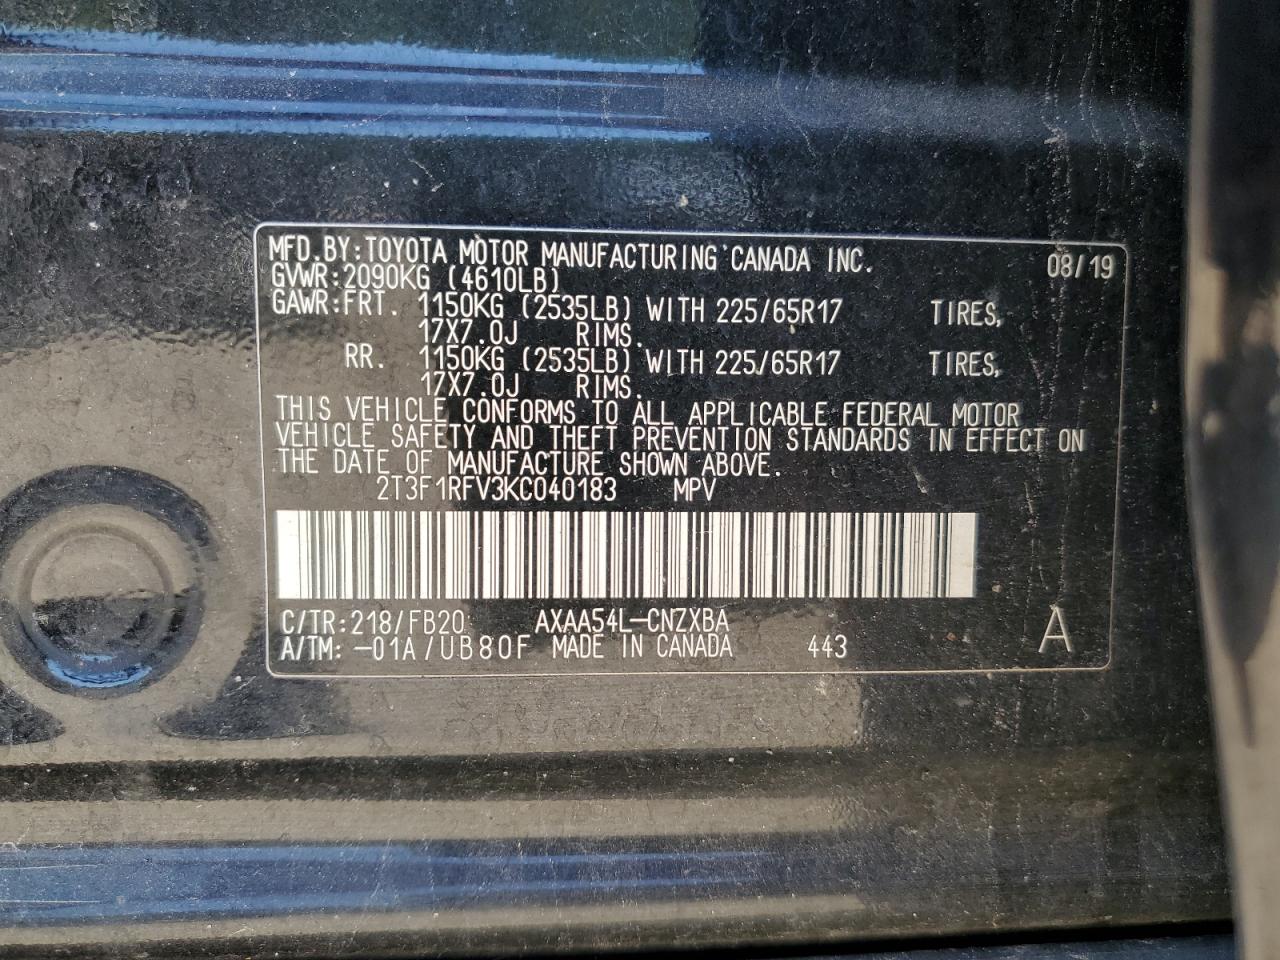 MFD.BY:TOYOTA MOTOR MANUFACTURING CANADA INC. 08/19
GVWR:2090KG (4610LB)
GAWR:FRT. 1150KG (2535LB) WITH 225/65R17 TIRES,
17X7.0J RIMS.
RR. 1150KG (2535LB) WITH 225/65R17 TIRES,
17X7.0J RIMS.
THIS VEHICLE CONFORMS TO ALL APPLICABLE FEDERAL MOTOR
VEHICLE SAFETY AND THEFT PREVENTION STANDARDS IN EFFECT ON
THE DATE OF MANUFACTURE SHOWN ABOVE.
2T3F1RFV3KC040183 MPV
C/TR:218/FB20 AXAA54L-CNZXBA
A/TM: -01A/UB80F MADE IN CANADA 443 A